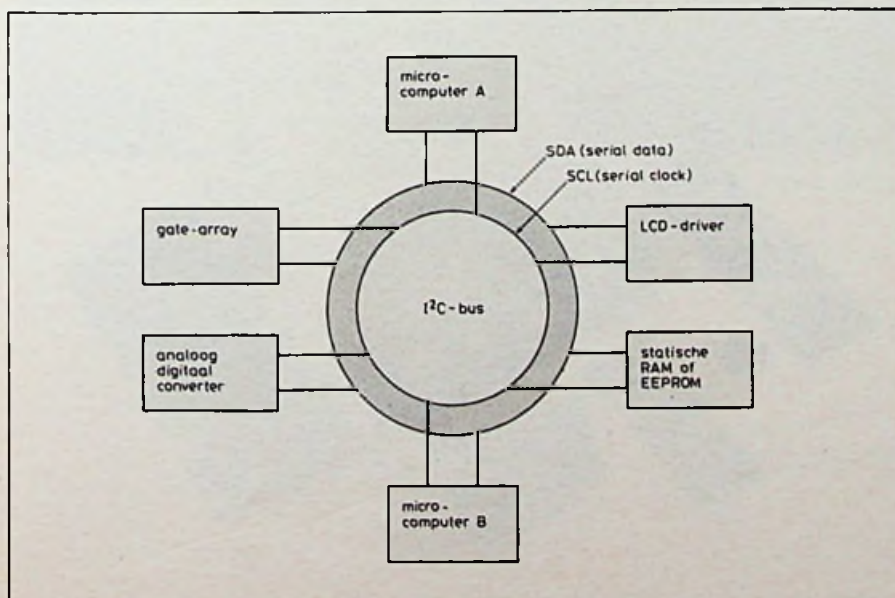 micro-
computer A
SDA (serial data)
SCL (serial clock)
gate-array
LCD-driver
I²C-bus
analoog
digitaal
converter
statische
RAM of
EEPROM
micro-
computer B